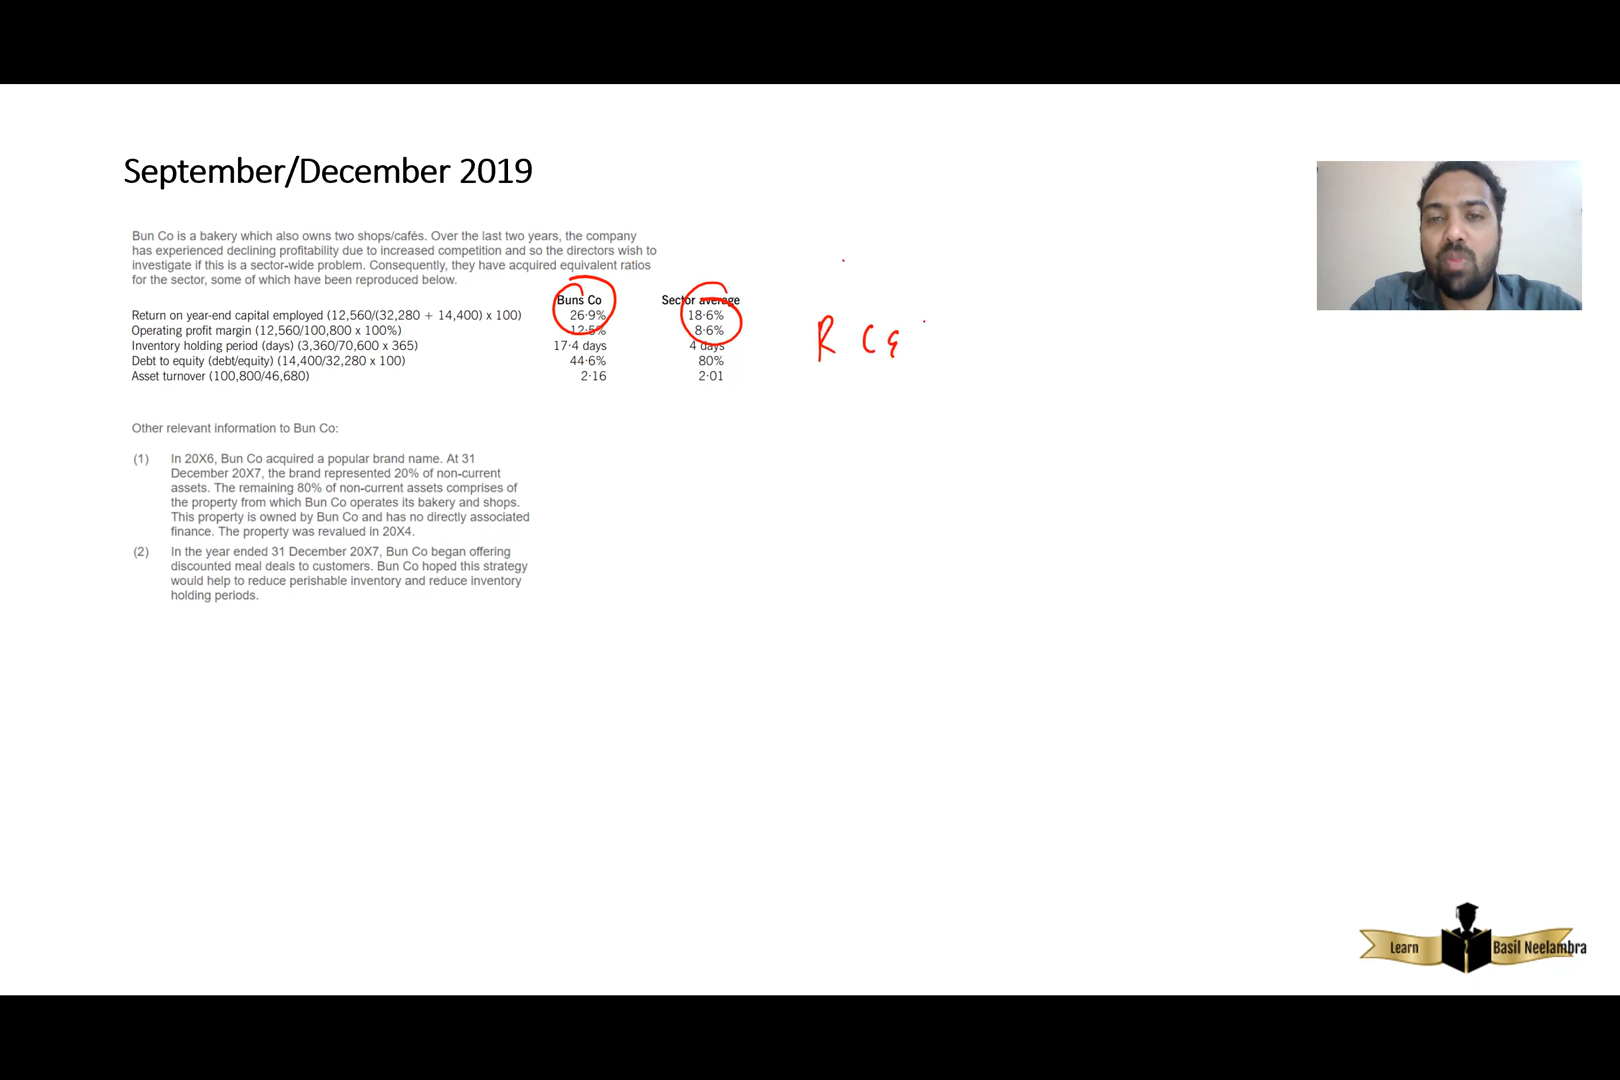 September/December 2019
Bun Co is a bakery which also owns two shops/cafés. Over the last two years, the company
has experienced declining profitability due to increased competition and so the directors wish to
investigate if this is a sector-wide problem. Consequently, they have acquired equivalent ratios
for the sector, some of which have been reproduced below.
Buns Co Sector average
Return on year-end capital employed (12,560/(32,280 + 14,400) x 100) 26·9% 18·6%
Operating profit margin (12,560/100,800 x 100%) 12·5% 8·6%
Inventory holding period (days) (3,360/70,600 x 365) 17·4 days 4 days
Debt to equity (debt/equity) (14,400/32,280 x 100) 44·6% 80%
Asset turnover (100,800/46,680) 2·16 2·01
R C
Other relevant information to Bun Co:
(1) In 20X6, Bun Co acquired a popular brand name. At 31
December 20X7, the brand represented 20% of non-current
assets. The remaining 80% of non-current assets comprises of
the property from which Bun Co operates its bakery and shops.
This property is owned by Bun Co and has no directly associated
finance. The property was revalued in 20X4.
(2) In the year ended 31 December 20X7, Bun Co began offering
discounted meal deals to customers. Bun Co hoped this strategy
would help to reduce perishable inventory and reduce inventory
holding periods.
Learn Basil Neelambra